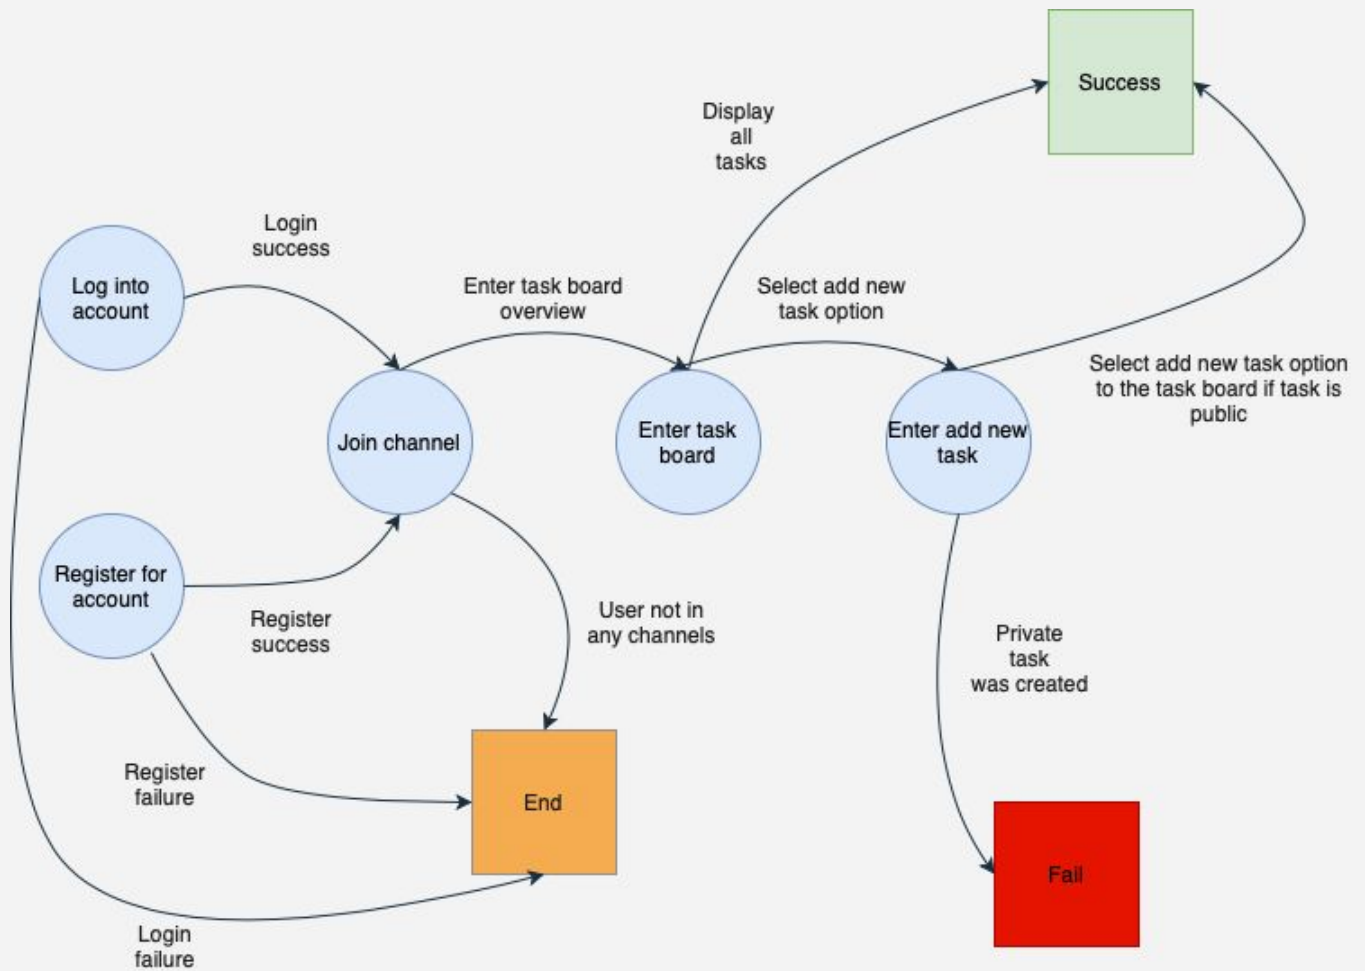 Success
Display
all
tasks
Login
success
Log into
account
Enter task board
overview
Select add new
task option
Select add new task option
to the task board if task is
public
Join channel
Enter task
board
Enter add new
task
Register for
account
Register
success
User not in
any channels
Private
task
was created
Register
failure
End
Fail
Login
failure